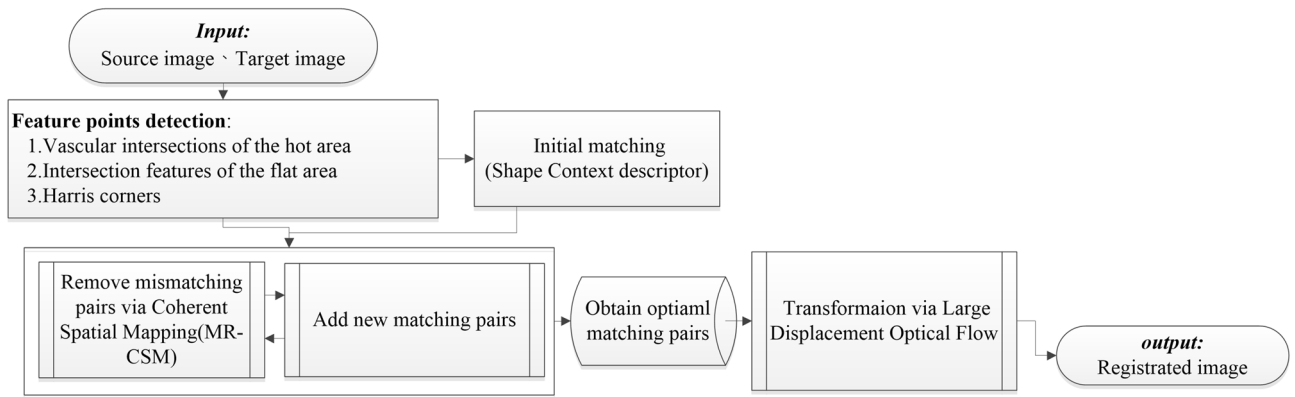 Input:
Source image、Target image
Feature points detection:
1.Vascular intersections of the hot area
2.Intersection features of the flat area
3.Harris corners
Initial matching
(Shape Context descriptor)
Remove mismatching
pairs via Coherent
Spatial Mapping(MR-
CSM)
Add new matching pairs
Obtain optiaml
matching pairs
Transformaion via Large
Displacement Optical Flow
output:
Registrated image